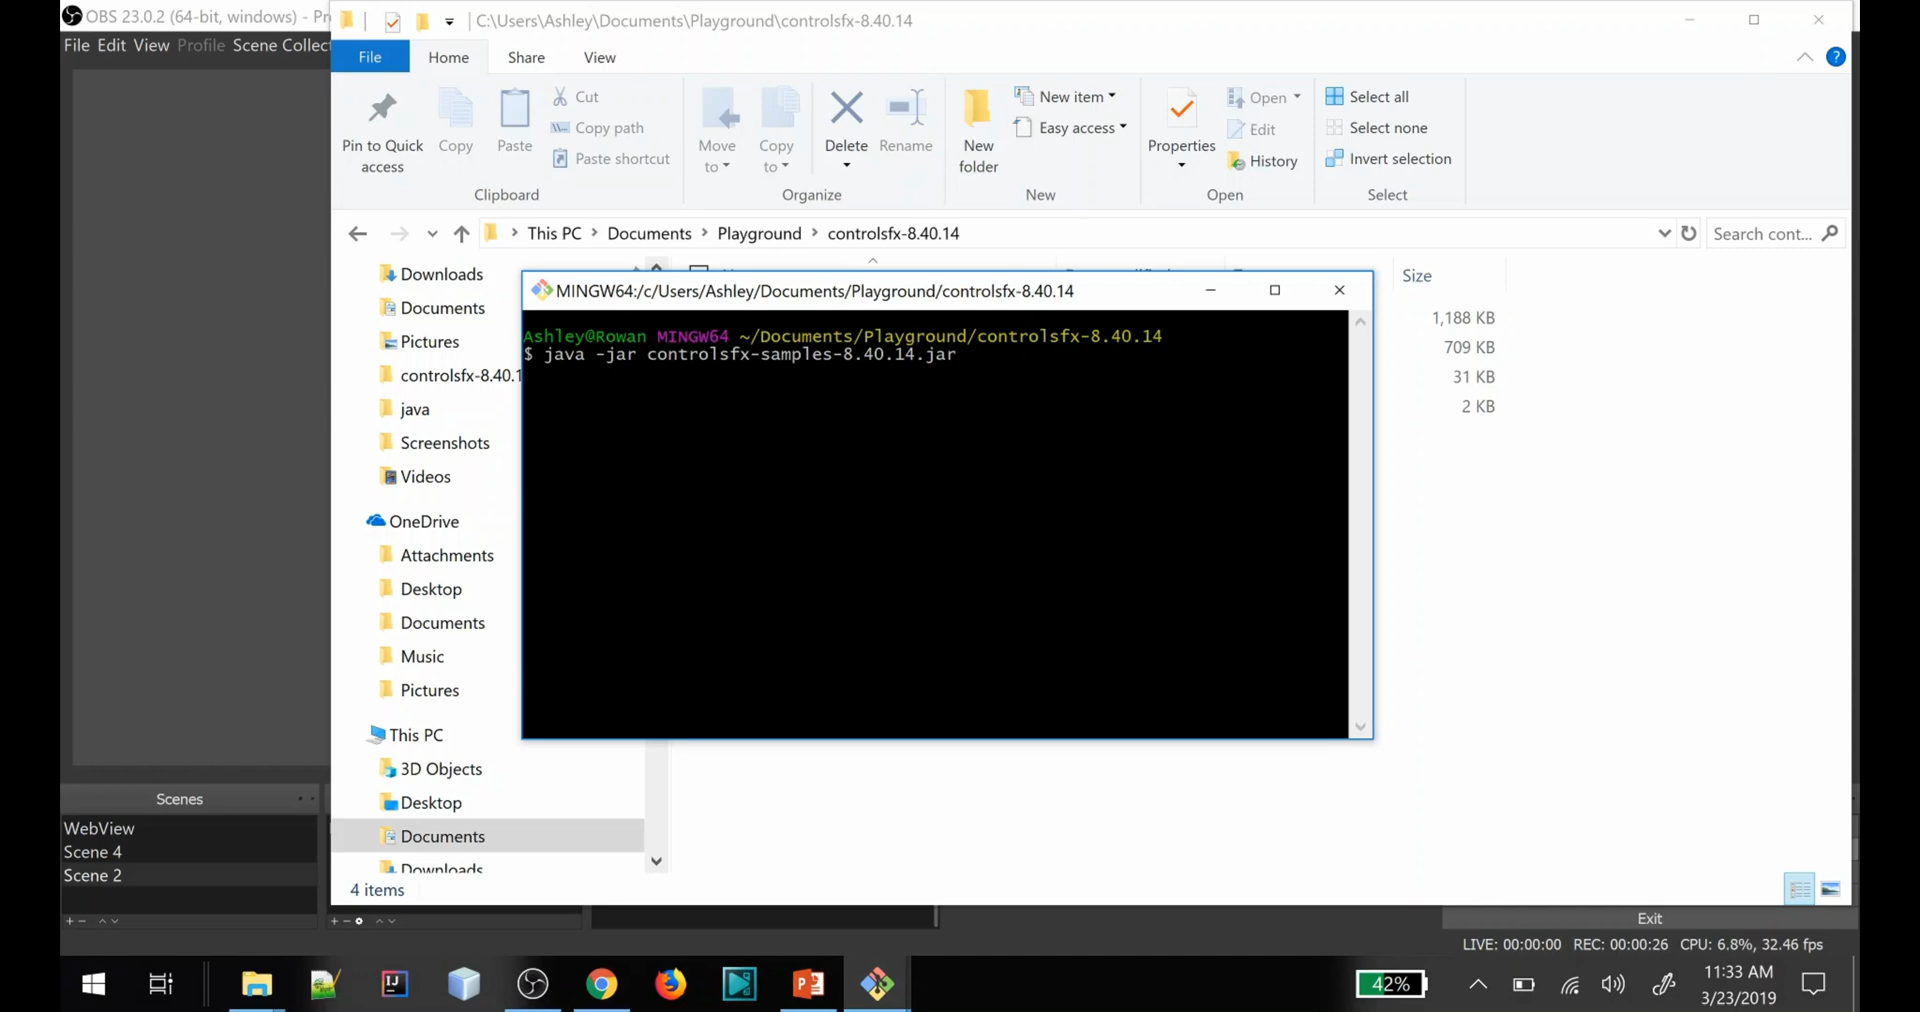 OBS 23.0.2 (64-bit, windows) - Pr
File Edit View Profile Scene Collect
C:\Users\Ashley\Documents\Playground\controlsfx-8.40.14
File Home Share View
Pin to Quick access
Copy
Paste
Cut
Copy path
Paste shortcut
Clipboard
Move to
Copy to
Delete
Rename
Organize
New folder
New item
Easy access
New
Properties
Open
Edit
History
Open
Select all
Select none
Invert selection
Select
This PC > Documents > Playground > controlsfx-8.40.14
Search cont...
Downloads
Documents
Pictures
controlsfx-8.40.1
java
Screenshots
Videos
OneDrive
Attachments
Desktop
Documents
Music
Pictures
This PC
3D Objects
Desktop
Documents
Downloads
Size
1,188 KB
709 KB
31 KB
2 KB
MINGW64:/c/Users/Ashley/Documents/Playground/controlsfx-8.40.14
Ashley@Rowan MINGW64 ~/Documents/Playground/controlsfx-8.40.14
$ java -jar controlsfx-samples-8.40.14.jar
4 items
Scenes
WebView
Scene 4
Scene 2
Exit
LIVE: 00:00:00 REC: 00:00:26 CPU: 6.8%, 32.46 fps
IJ
42%
11:33 AM
3/23/2019